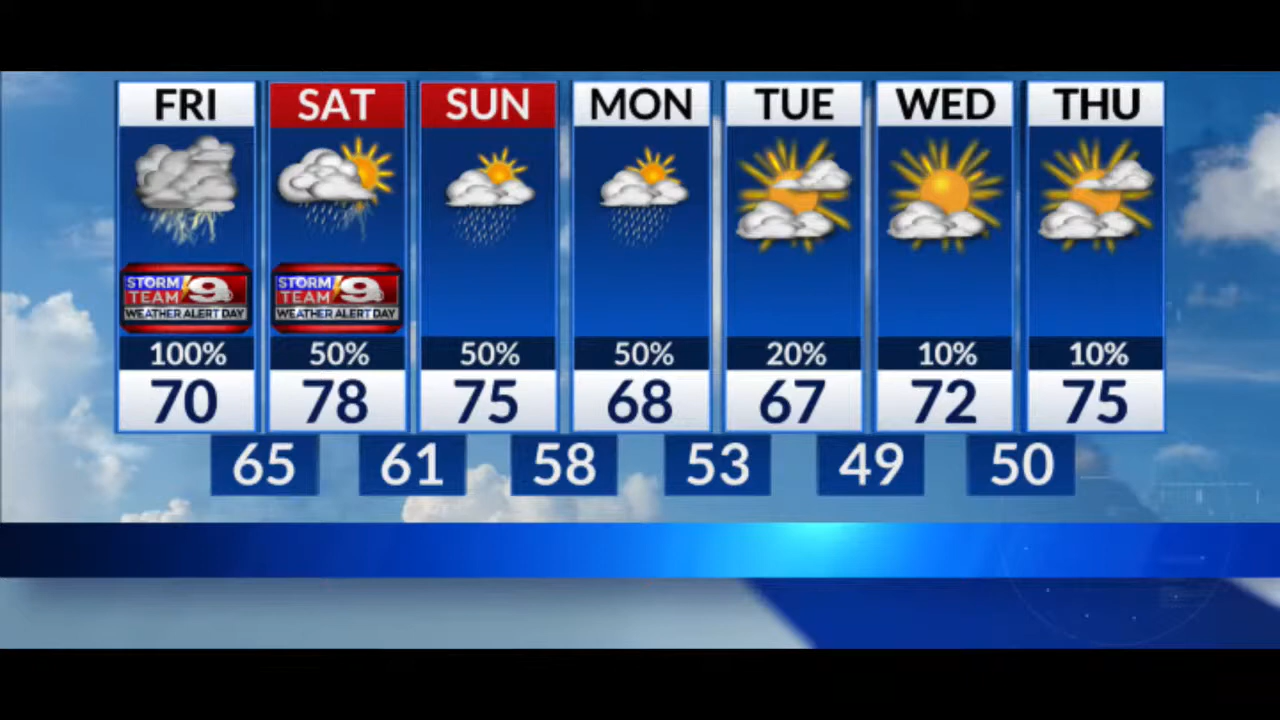 FRI SAT SUN MON TUE WED THU
STORM TEAM 9 WEATHER ALERT DAY
STORM TEAM 9 WEATHER ALERT DAY
100% 50% 50% 50% 20% 10% 10%
70 78 75 68 67 72 75
65 61 58 53 49 50